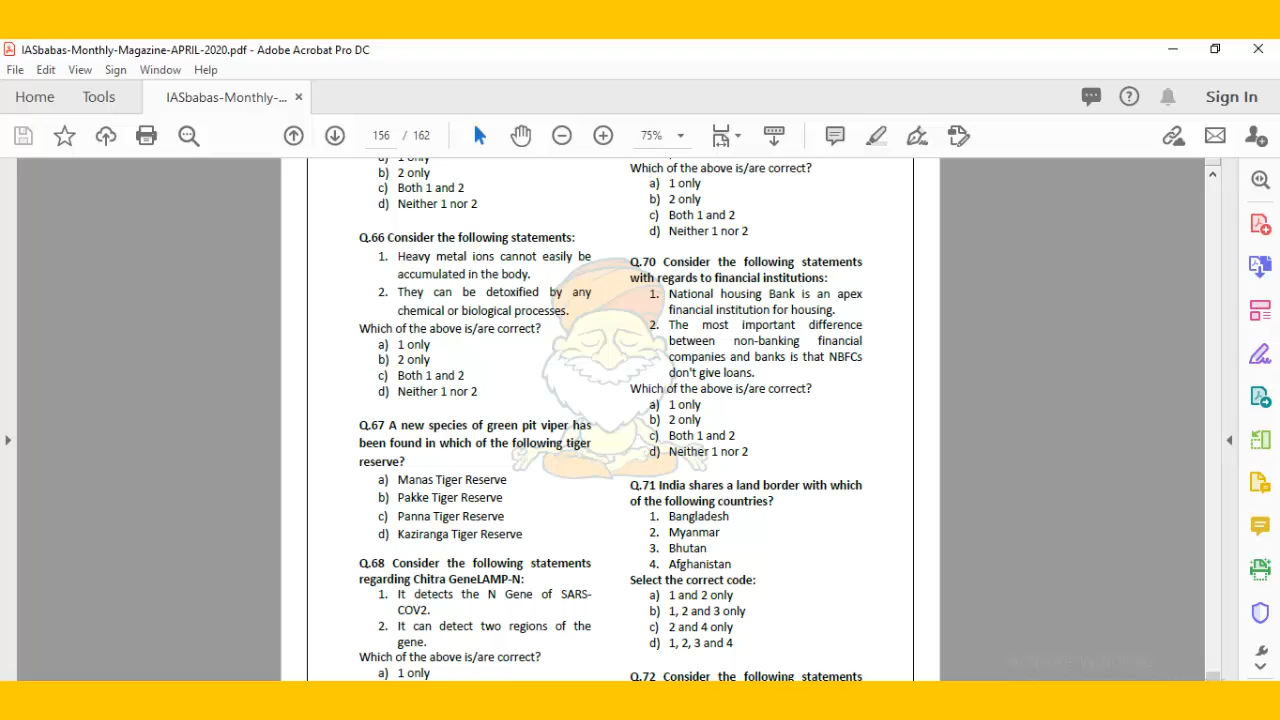 IASbabas-Monthly-Magazine-APRIL-2020.pdf - Adobe Acrobat Pro DC
File Edit View Sign Window Help
Home Tools IASbabas-Monthly-... × Sign In
156 / 162 75%
a) 1 only
b) 2 only
c) Both 1 and 2
d) Neither 1 nor 2
Q.66 Consider the following statements:
1. Heavy metal ions cannot easily be
accumulated in the body.
2. They can be detoxified by any
chemical or biological processes.
Which of the above is/are correct?
a) 1 only
b) 2 only
c) Both 1 and 2
d) Neither 1 nor 2
Q.67 A new species of green pit viper has
been found in which of the following tiger
reserve?
a) Manas Tiger Reserve
b) Pakke Tiger Reserve
c) Panna Tiger Reserve
d) Kaziranga Tiger Reserve
Q.68 Consider the following statements
regarding Chitra GeneLAMP-N:
1. It detects the N Gene of SARS-
COV2.
2. It can detect two regions of the
gene.
Which of the above is/are correct?
a) 1 only
Which of the above is/are correct?
a) 1 only
b) 2 only
c) Both 1 and 2
d) Neither 1 nor 2
Q.70 Consider the following statements
with regards to financial institutions:
1. National housing Bank is an apex
financial institution for housing.
2. The most important difference
between non-banking financial
companies and banks is that NBFCs
don't give loans.
Which of the above is/are correct?
a) 1 only
b) 2 only
c) Both 1 and 2
d) Neither 1 nor 2
Q.71 India shares a land border with which
of the following countries?
1. Bangladesh
2. Myanmar
3. Bhutan
4. Afghanistan
Select the correct code:
a) 1 and 2 only
b) 1, 2 and 3 only
c) 2 and 4 only
d) 1, 2, 3 and 4
Q.72 Consider the following statements